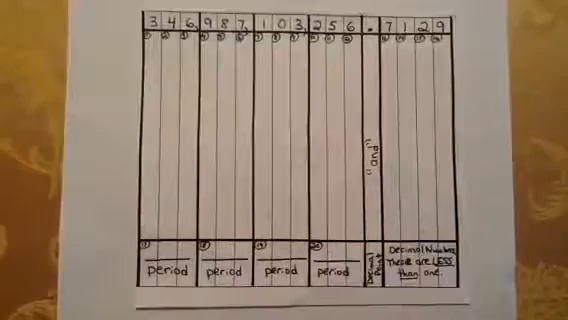 3 4 6, 9 8 7, 1 0 3, 2 5 6 . 7 1 2 9
"and"
period period period period
Decimal Point
Decimal Numbers
These are LESS
than one.